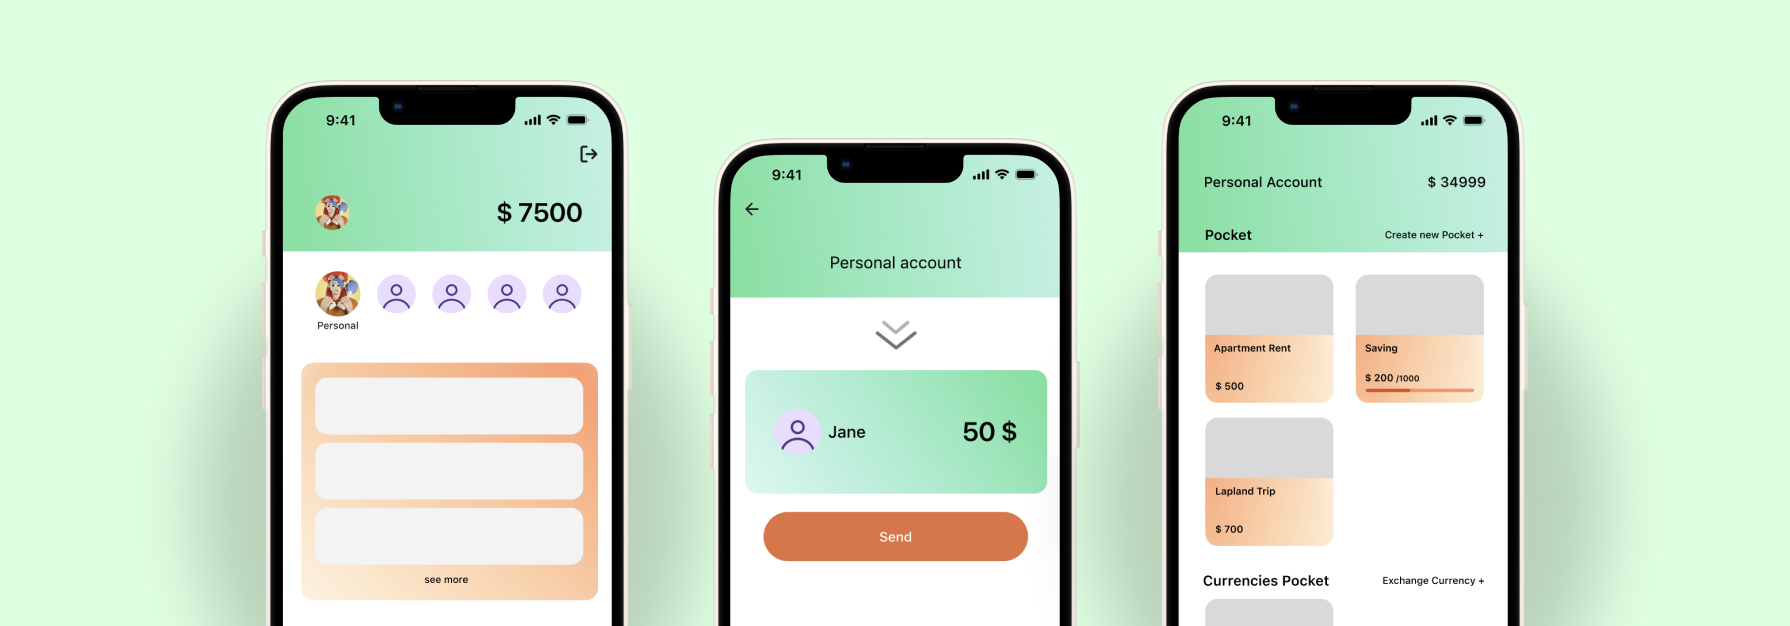 9:41
$ 7500
Personal
see more
9:41
Personal account
Jane
50 $
Send
9:41
Personal Account
$ 34999
Pocket
Create new Pocket +
Apartment Rent
$ 500
Saving
$ 200 /1000
Lapland Trip
$ 700
Currencies Pocket
Exchange Currency +